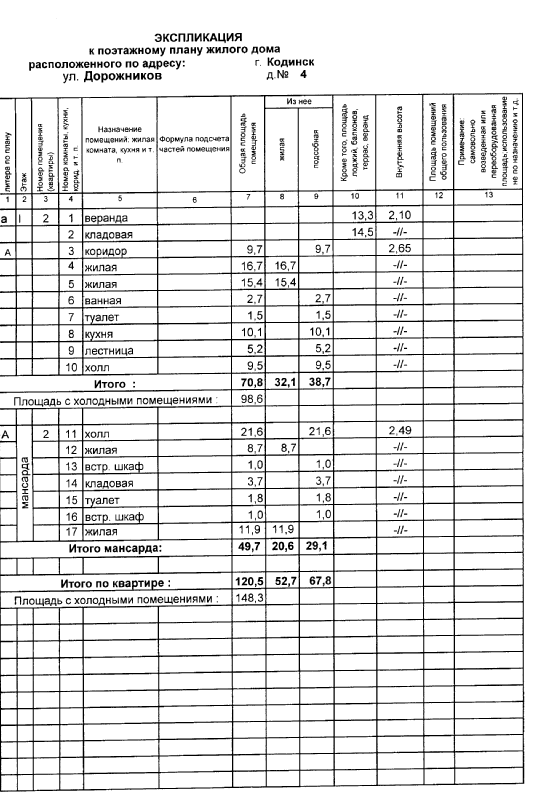 ЭКСПЛИКАЦИЯ
к поэтажному плану жилого дома
расположенного по адресу: г. Кодинск
ул. Дорожников д.№ 4
литера по плану | Этаж | Номер помещения (квартиры) | Номер комнаты, кухни, корид. и т. п. | Назначение помещений: жилая комната, кухня и т. п. | Формула подсчета частей помещения | Общая площадь помещения | Из нее | жилая | подсобная | Кроме того, площадь лоджий, балконов, террас, веранд | Внутренняя высота | Площадь помещений общего пользования | Примечание: самовольно возведенная или переоборудованная площадь,использование не по назначению и т.д.
1 2 3 4 5 6 7 8 9 10 11 12 13
а I 2 1 веранда 13,3 2,10
2 кладовая 14,5 -//-
А 3 коридор 9,7 9,7 2,65
4 жилая 16,7 16,7 -//-
5 жилая 15,4 15,4 -//-
6 ванная 2,7 2,7 -//-
7 туалет 1,5 1,5 -//-
8 кухня 10,1 10,1 -//-
9 лестница 5,2 5,2 -//-
10 холл 9,5 9,5 -//-
Итого : 70,8 32,1 38,7
Площадь с холодными помещениями : 98,6
А мансарда 2 11 холл 21,6 21,6 2,49
12 жилая 8,7 8,7 -//-
13 встр. шкаф 1,0 1,0 -//-
14 кладовая 3,7 3,7 -//-
15 туалет 1,8 1,8 -//-
16 встр. шкаф 1,0 1,0 -//-
17 жилая 11,9 11,9 -//-
Итого мансарда: 49,7 20,6 29,1
Итого по квартире : 120,5 52,7 67,8
Площадь с холодными помещениями : 148,3